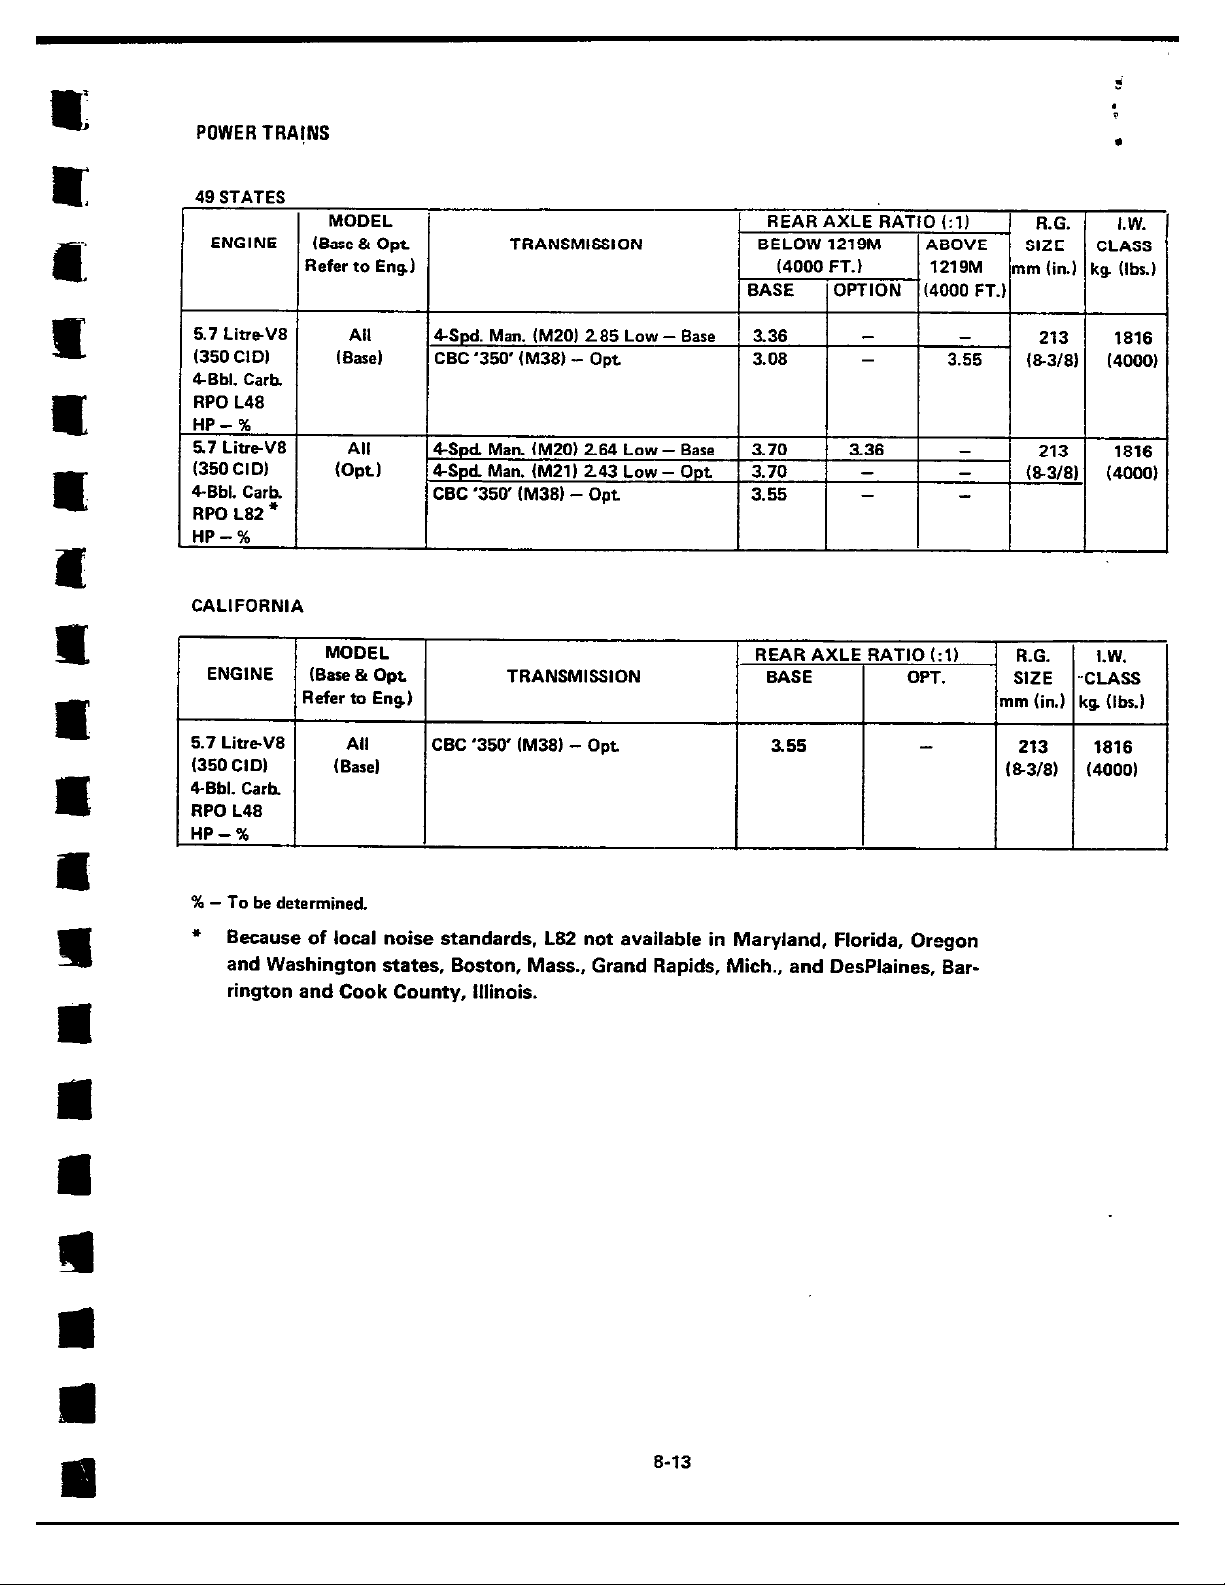 POWER TRAINS
49 STATES
ENGINE
MODEL
(Base & Opt.
Refer to Eng.)
TRANSMISSION
REAR AXLE RATIO (:1)
BELOW 1219M
(4000 FT.)
BASE
OPTION
ABOVE
1219M
(4000 FT.)
R.G.
SIZE
mm (in.)
I.W.
CLASS
kg. (lbs.)
5.7 Litre-V8 All 4-Spd. Man. (M20) 2.85 Low – Base 3.36 – – 213 1816
(350 CID) (Base) CBC '350' (M38) – Opt. 3.08 – 3.55 (8-3/8) (4000)
4-Bbl. Carb.
RPO L48
HP – %
5.7 Litre-V8 All 4-Spd. Man. (M20) 2.64 Low – Base 3.70 3.36 – 213 1816
(350 CID) (Opt.) 4-Spd. Man. (M21) 2.43 Low – Opt. 3.70 – – (8-3/8) (4000)
4-Bbl. Carb. CBC '350' (M38) – Opt. 3.55 – –
RPO L82 *
HP – %
CALIFORNIA
ENGINE
MODEL
(Base & Opt.
Refer to Eng.)
TRANSMISSION
REAR AXLE RATIO (:1)
BASE
OPT.
R.G.
SIZE
mm (in.)
I.W.
CLASS
kg. (lbs.)
5.7 Litre-V8 All CBC '350' (M38) – Opt. 3.55 – 213 1816
(350 CID) (Base) (8-3/8) (4000)
4-Bbl. Carb.
RPO L48
HP – %
% – To be determined.
* Because of local noise standards, L82 not available in Maryland, Florida, Oregon
and Washington states, Boston, Mass., Grand Rapids, Mich., and DesPlaines, Bar-
rington and Cook County, Illinois.
8-13